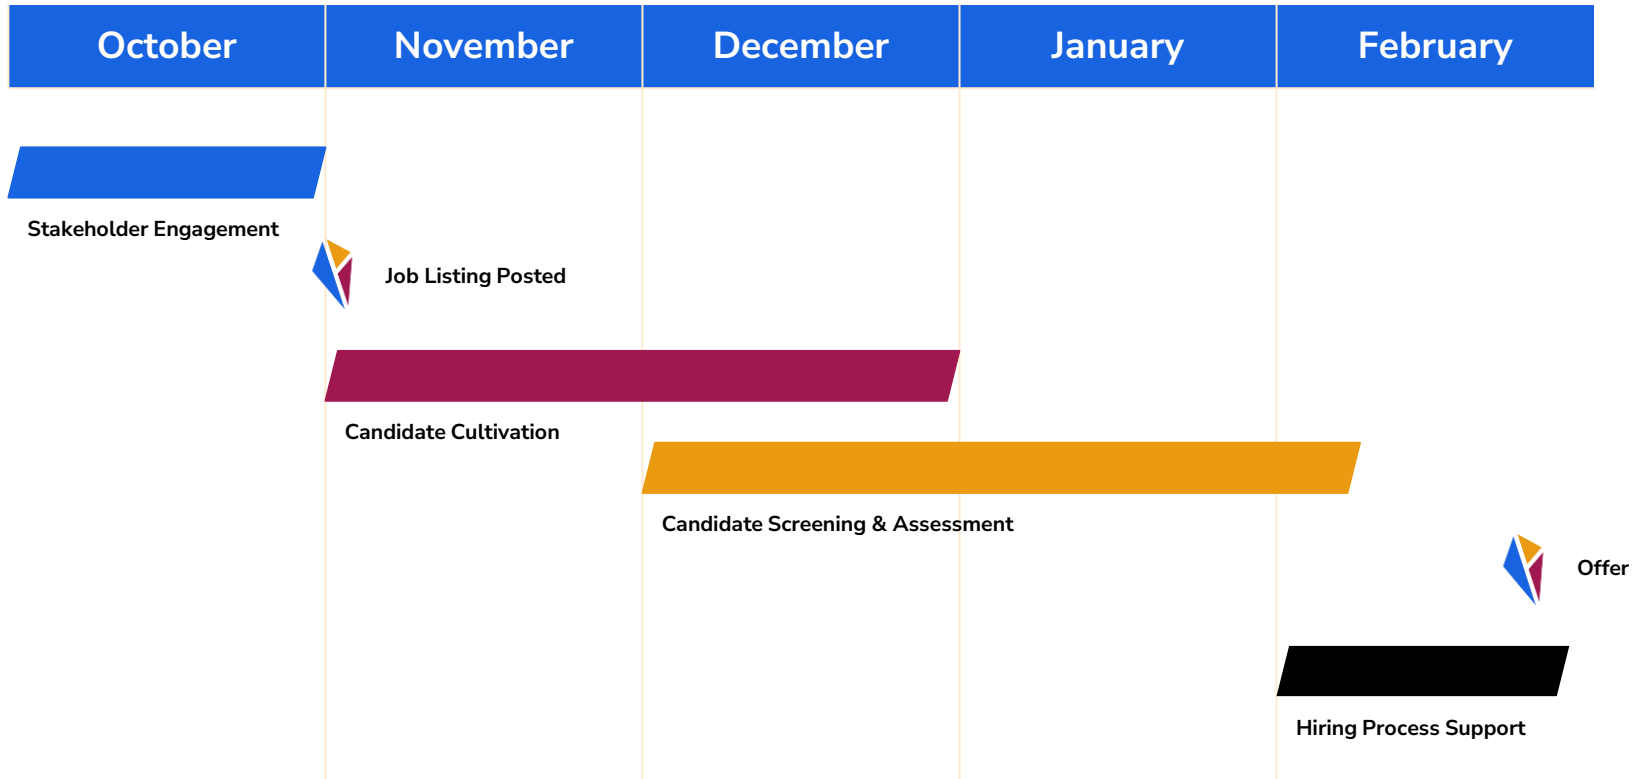 October
November
December
January
February
Stakeholder Engagement
Job Listing Posted
Candidate Cultivation
Candidate Screening & Assessment
Offer
Hiring Process Support